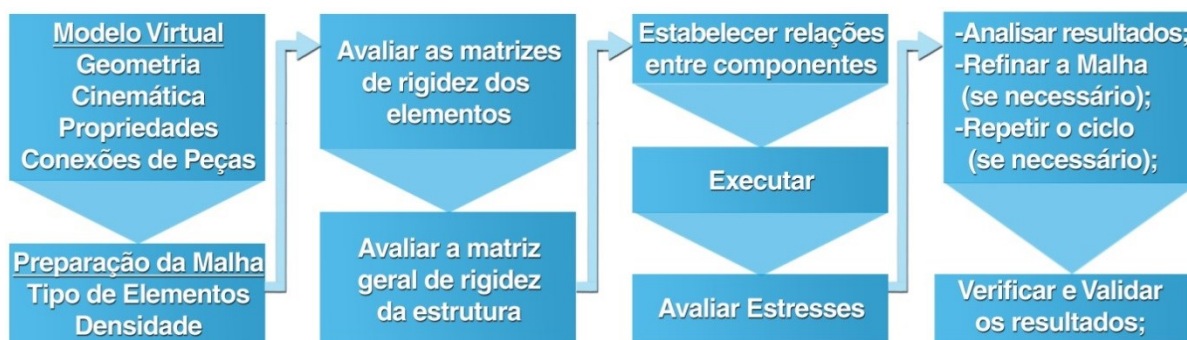 Modelo Virtual
Geometria
Cinemática
Propriedades
Conexões de Peças
Preparação da Malha
Tipo de Elementos
Densidade
Avaliar as matrizes
de rigidez dos
elementos
Avaliar a matriz
geral de rigidez
da estrutura
Estabelecer relações
entre componentes
Executar
Avaliar Estresses
-Analisar resultados;
-Refinar a Malha
(se necessário);
-Repetir o ciclo
(se necessário);
Verificar e Validar
os resultados;